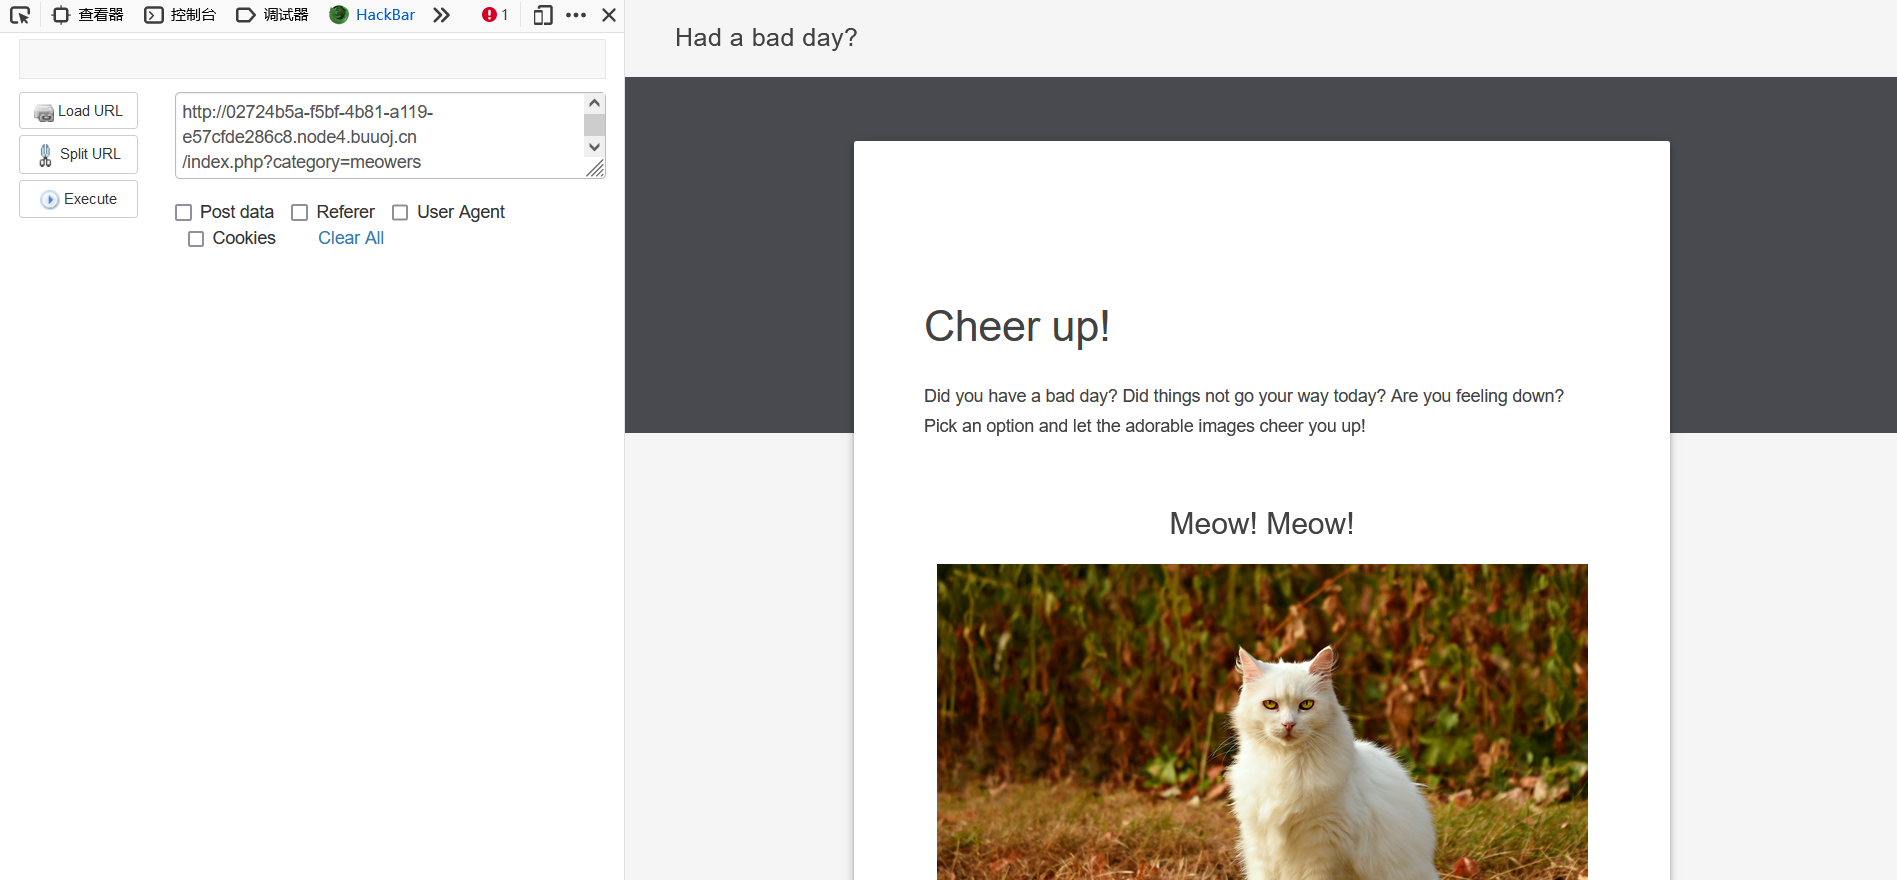 查看器 控制台 调试器 HackBar 1
Load URL
Split URL
Execute
http://02724b5a-f5bf-4b81-a119-
e57cfde286c8.node4.buuoj.cn
/index.php?category=meowers
Post data Referer User Agent
Cookies Clear All
Had a bad day?
Cheer up!
Did you have a bad day? Did things not go your way today? Are you feeling down?
Pick an option and let the adorable images cheer you up!
Meow! Meow!